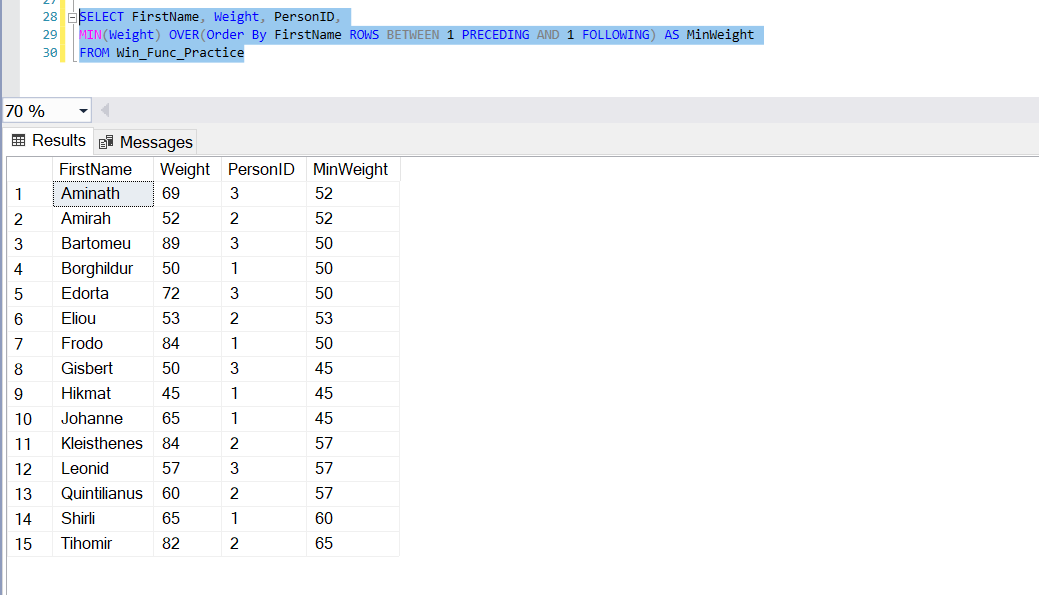 27
28 SELECT FirstName, Weight, PersonID,
29 MIN(Weight) OVER(Order By FirstName ROWS BETWEEN 1 PRECEDING AND 1 FOLLOWING) AS MinWeight
30 FROM Win_Func_Practice
70 %
Results Messages
FirstName Weight PersonID MinWeight
1 Aminath 69 3 52
2 Amirah 52 2 52
3 Bartomeu 89 3 50
4 Borghildur 50 1 50
5 Edorta 72 3 50
6 Eliou 53 2 53
7 Frodo 84 1 50
8 Gisbert 50 3 45
9 Hikmat 45 1 45
10 Johanne 65 1 45
11 Kleisthenes 84 2 57
12 Leonid 57 3 57
13 Quintilianus 60 2 57
14 Shirli 65 1 60
15 Tihomir 82 2 65